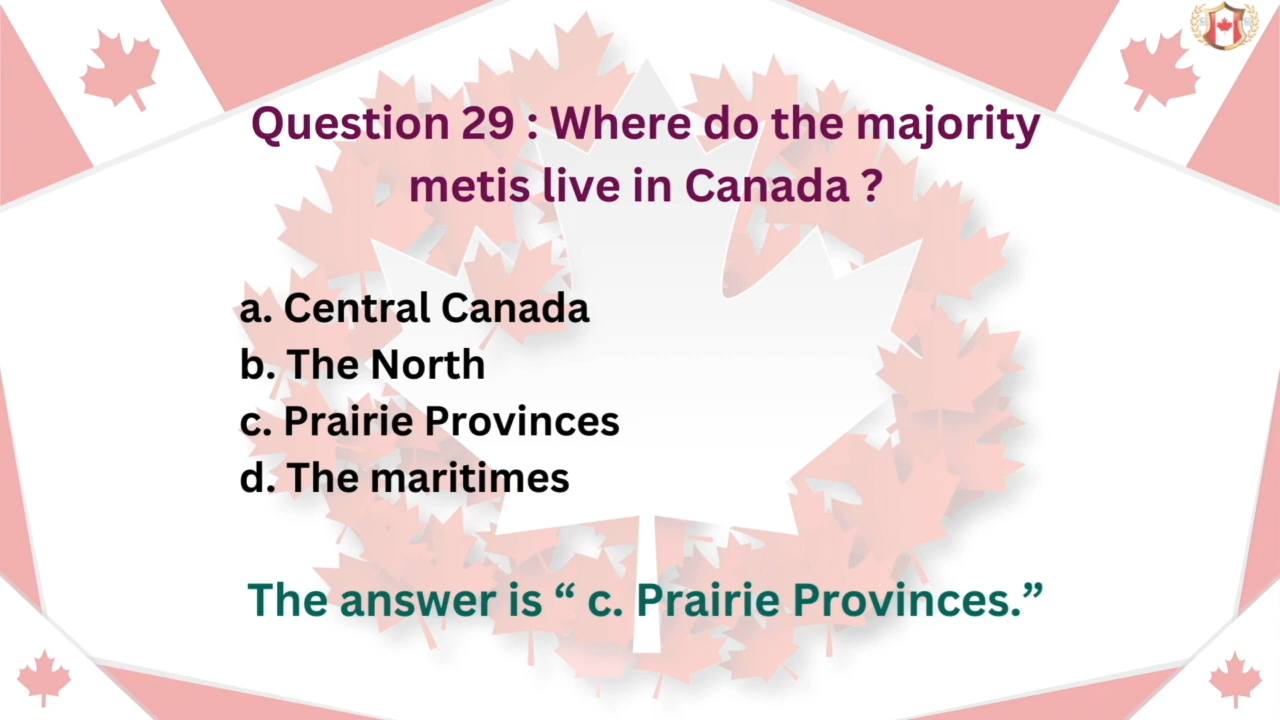 Question 29 : Where do the majority
metis live in Canada ?
a. Central Canada
b. The North
c. Prairie Provinces
d. The maritimes
The answer is “ c. Prairie Provinces.”